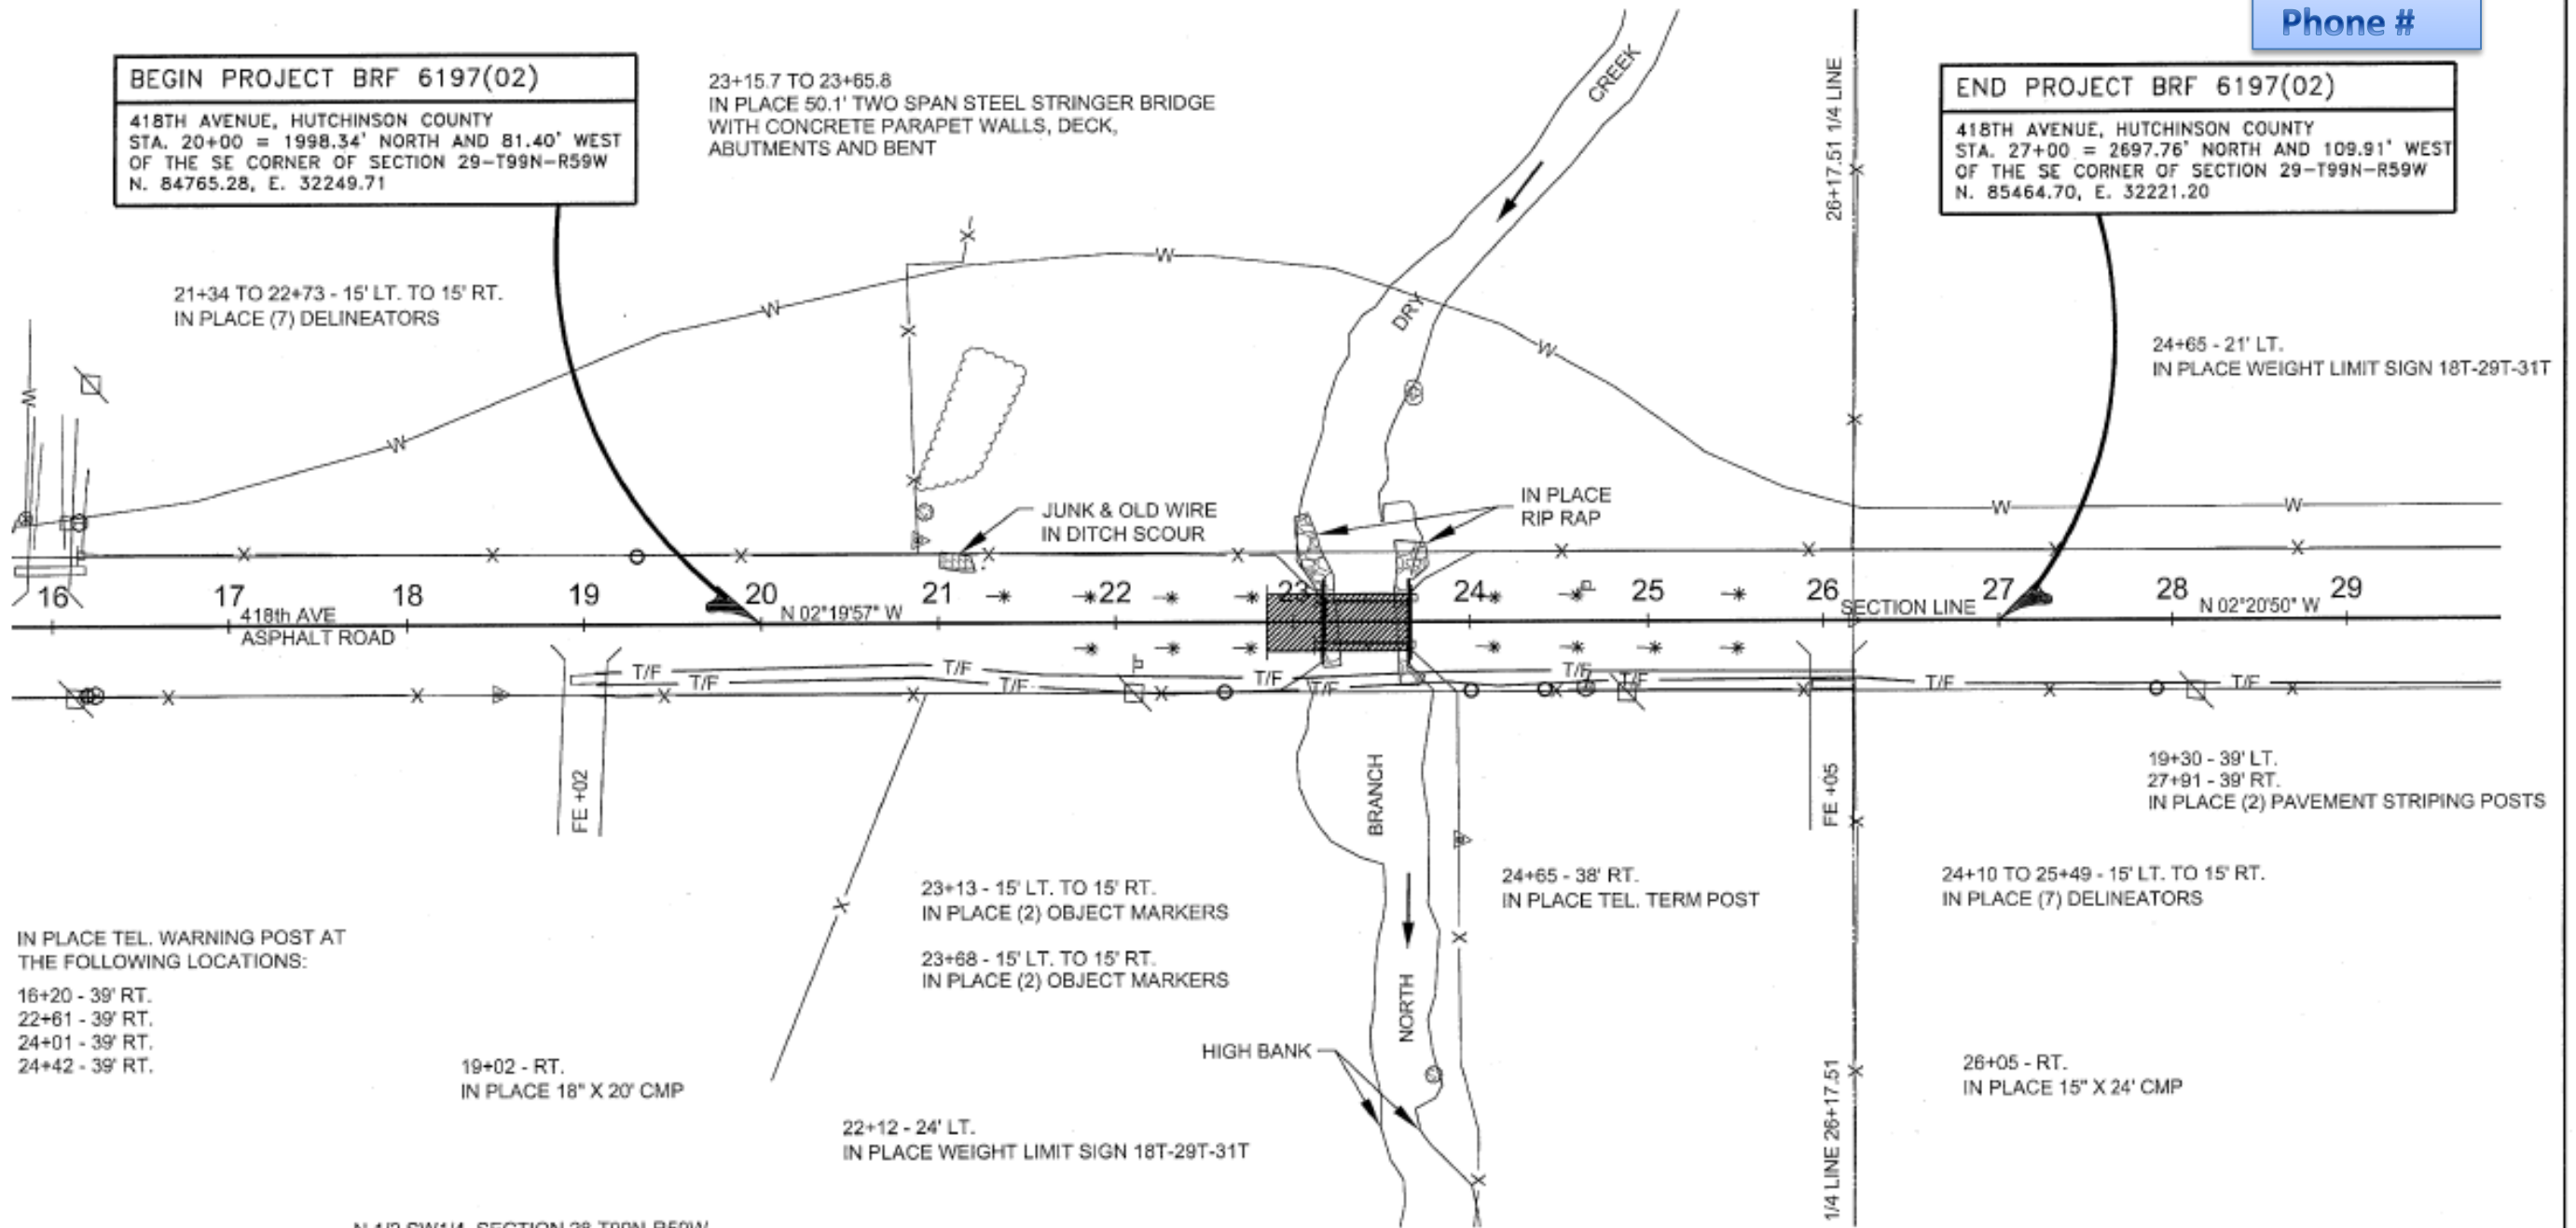 Phone #
BEGIN PROJECT BRF 6197(02)
418TH AVENUE, HUTCHINSON COUNTY
STA. 20+00 = 1998.34' NORTH AND 81.40' WEST
OF THE SE CORNER OF SECTION 29-T99N-R59W
N. 84765.28, E. 32249.71
23+15.7 TO 23+65.8
IN PLACE 50.1' TWO SPAN STEEL STRINGER BRIDGE
WITH CONCRETE PARAPET WALLS, DECK,
ABUTMENTS AND BENT
CREEK
26+17.51 1/4 LINE
END PROJECT BRF 6197(02)
418TH AVENUE, HUTCHINSON COUNTY
STA. 27+00 = 2697.76' NORTH AND 109.91' WEST
OF THE SE CORNER OF SECTION 29-T99N-R59W
N. 85464.70, E. 32221.20
21+34 TO 22+73 - 15' LT. TO 15' RT.
IN PLACE (7) DELINEATORS
DRY
24+65 - 21' LT.
IN PLACE WEIGHT LIMIT SIGN 18T-29T-31T
W W W W W W W
JUNK & OLD WIRE
IN DITCH SCOUR
IN PLACE
RIP RAP
16 17 18 19 20 21 22 23 24 25 26 27 28 29
418th AVE
ASPHALT ROAD
N 02°19'57" W
SECTION LINE
N 02°20'50" W
T/F T/F T/F T/F T/F T/F T/F T/F T/F T/F
FE +02
BRANCH
FE +05
19+30 - 39' LT.
27+91 - 39' RT.
IN PLACE (2) PAVEMENT STRIPING POSTS
23+13 - 15' LT. TO 15' RT.
IN PLACE (2) OBJECT MARKERS
23+68 - 15' LT. TO 15' RT.
IN PLACE (2) OBJECT MARKERS
24+65 - 38' RT.
IN PLACE TEL. TERM POST
24+10 TO 25+49 - 15' LT. TO 15' RT.
IN PLACE (7) DELINEATORS
IN PLACE TEL. WARNING POST AT
THE FOLLOWING LOCATIONS:
16+20 - 39' RT.
22+61 - 39' RT.
24+01 - 39' RT.
24+42 - 39' RT.
NORTH
HIGH BANK
19+02 - RT.
IN PLACE 18" X 20' CMP
22+12 - 24' LT.
IN PLACE WEIGHT LIMIT SIGN 18T-29T-31T
1/4 LINE 26+17.51
26+05 - RT.
IN PLACE 15" X 24' CMP